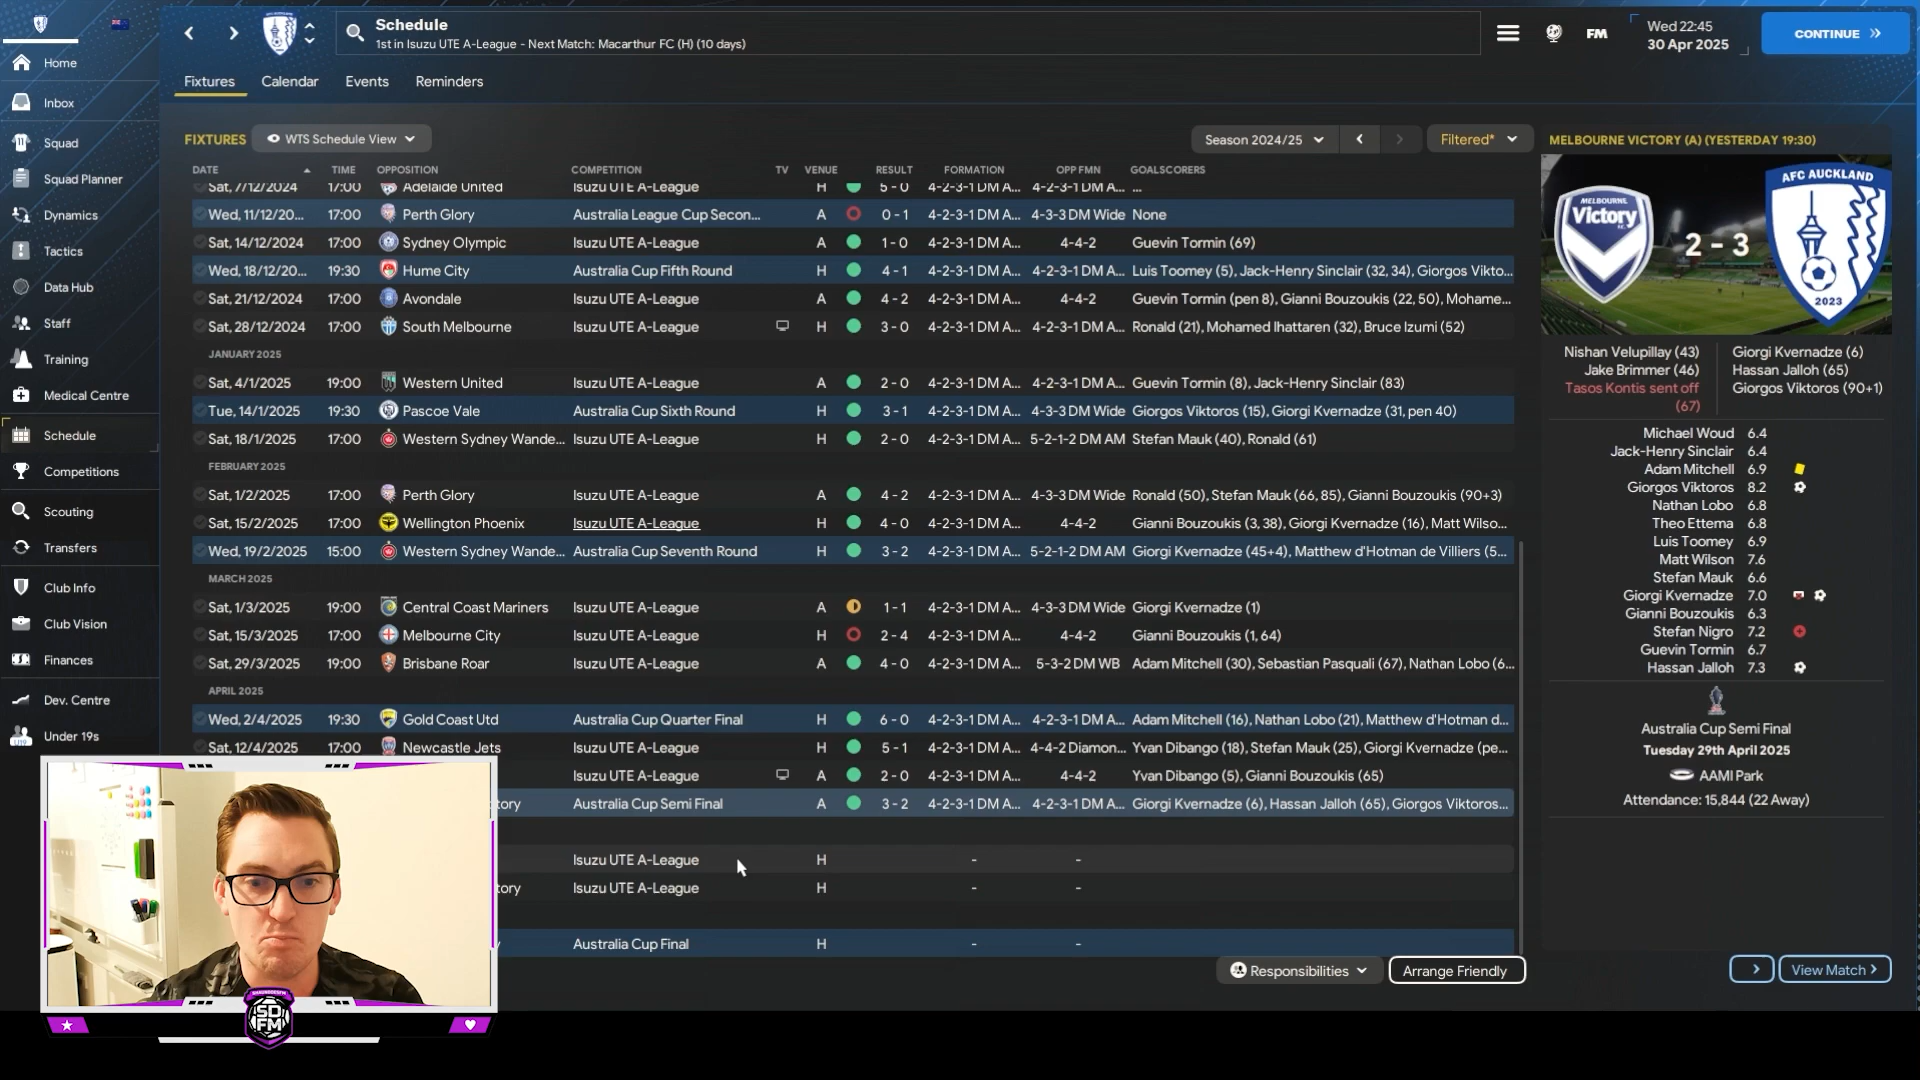 Schedule
1st in Isuzu UTE A-League - Next Match: Macarthur FC (H) (10 days)
FM
Wed 22:45
30 Apr 2025
CONTINUE
Home
Inbox
Squad
Squad Planner
Dynamics
Tactics
Data Hub
Staff
Training
Medical Centre
Schedule
Competitions
Scouting
Transfers
Club Info
Club Vision
Finances
Dev. Centre
Under 19s
Fixtures Calendar Events Reminders
FIXTURES WTS Schedule View Season 2024/25 Filtered*
DATE TIME OPPOSITION COMPETITION TV VENUE RESULT FORMATION OPP FMN GOALSCORERS
Sat, 7/12/2024 17:00 Adelaide United Isuzu UTE A-League H 5 - 0 4-2-3-1 DM A... 4-2-3-1 DM A... ...
Wed, 11/12/20... 17:00 Perth Glory Australia League Cup Secon... A 0 - 1 4-2-3-1 DM A... 4-3-3 DM Wide None
Sat, 14/12/2024 17:00 Sydney Olympic Isuzu UTE A-League A 1 - 0 4-2-3-1 DM A... 4-4-2 Guevin Tormin (69)
Wed, 18/12/20... 19:30 Hume City Australia Cup Fifth Round H 4 - 1 4-2-3-1 DM A... 4-2-3-1 DM A... Luis Toomey (5), Jack-Henry Sinclair (32, 34), Giorgos Vikto...
Sat, 21/12/2024 17:00 Avondale Isuzu UTE A-League A 4 - 2 4-2-3-1 DM A... 4-4-2 Guevin Tormin (pen 8), Gianni Bouzoukis (22, 50), Mohame...
Sat, 28/12/2024 17:00 South Melbourne Isuzu UTE A-League H 3 - 0 4-2-3-1 DM A... 4-2-3-1 DM A... Ronald (21), Mohamed Ihattaren (32), Bruce Izumi (52)
JANUARY 2025
Sat, 4/1/2025 19:00 Western United Isuzu UTE A-League A 2 - 0 4-2-3-1 DM A... 4-2-3-1 DM A... Guevin Tormin (8), Jack-Henry Sinclair (83)
Tue, 14/1/2025 19:30 Pascoe Vale Australia Cup Sixth Round H 3 - 1 4-2-3-1 DM A... 4-3-3 DM Wide Giorgos Viktoros (15), Giorgi Kvernadze (31, pen 40)
Sat, 18/1/2025 17:00 Western Sydney Wande... Isuzu UTE A-League H 2 - 0 4-2-3-1 DM A... 5-2-1-2 DM AM Stefan Mauk (40), Ronald (61)
FEBRUARY 2025
Sat, 1/2/2025 17:00 Perth Glory Isuzu UTE A-League A 4 - 2 4-2-3-1 DM A... 4-3-3 DM Wide Ronald (50), Stefan Mauk (66, 85), Gianni Bouzoukis (90+3)
Sat, 15/2/2025 17:00 Wellington Phoenix Isuzu UTE A-League H 4 - 0 4-2-3-1 DM A... 4-4-2 Gianni Bouzoukis (3, 38), Giorgi Kvernadze (16), Matt Wilso...
Wed, 19/2/2025 15:00 Western Sydney Wande... Australia Cup Seventh Round H 3 - 2 4-2-3-1 DM A... 5-2-1-2 DM AM Giorgi Kvernadze (45+4), Matthew d'Hotman de Villiers (5...
MARCH 2025
Sat, 1/3/2025 19:00 Central Coast Mariners Isuzu UTE A-League A 1 - 1 4-2-3-1 DM A... 4-3-3 DM Wide Giorgi Kvernadze (1)
Sat, 15/3/2025 17:00 Melbourne City Isuzu UTE A-League H 2 - 4 4-2-3-1 DM A... 4-4-2 Gianni Bouzoukis (1, 64)
Sat, 29/3/2025 19:00 Brisbane Roar Isuzu UTE A-League A 4 - 0 4-2-3-1 DM A... 5-3-2 DM WB Adam Mitchell (30), Sebastian Pasquali (67), Nathan Lobo (6...
APRIL 2025
Wed, 2/4/2025 19:30 Gold Coast Utd Australia Cup Quarter Final H 6 - 0 4-2-3-1 DM A... 4-2-3-1 DM A... Adam Mitchell (16), Nathan Lobo (21), Matthew d'Hotman d...
Sat, 12/4/2025 17:00 Newcastle Jets Isuzu UTE A-League H 5 - 1 4-2-3-1 DM A... 4-4-2 Diamon... Yvan Dibango (18), Stefan Mauk (25), Giorgi Kvernadze (pe...
Isuzu UTE A-League A 2 - 0 4-2-3-1 DM A... 4-4-2 Yvan Dibango (5), Gianni Bouzoukis (65)
tory Australia Cup Semi Final A 3 - 2 4-2-3-1 DM A... 4-2-3-1 DM A... Giorgi Kvernadze (6), Hassan Jalloh (65), Giorgos Viktoros...
Isuzu UTE A-League H - -
tory Isuzu UTE A-League H - -
y Australia Cup Final H - -
Responsibilities Arrange Friendly
MELBOURNE VICTORY (A) (YESTERDAY 19:30)
MELBOURNE
Victory
2 - 3
AFC AUCKLAND
2023
Nishan Velupillay (43) Giorgi Kvernadze (6)
Jake Brimmer (46) Hassan Jalloh (65)
Tasos Kontis sent off Giorgos Viktoros (90+1)
(67)
Michael Woud 6.4
Jack-Henry Sinclair 6.4
Adam Mitchell 6.9
Giorgos Viktoros 8.2
Nathan Lobo 6.8
Theo Ettema 6.8
Luis Toomey 6.9
Matt Wilson 7.6
Stefan Mauk 6.6
Giorgi Kvernadze 7.0
Gianni Bouzoukis 6.3
Stefan Nigro 7.2
Guevin Tormin 6.7
Hassan Jalloh 7.3
Australia Cup Semi Final
Tuesday 29th April 2025
AAMI Park
Attendance: 15,844 (22 Away)
View Match
SD
FM